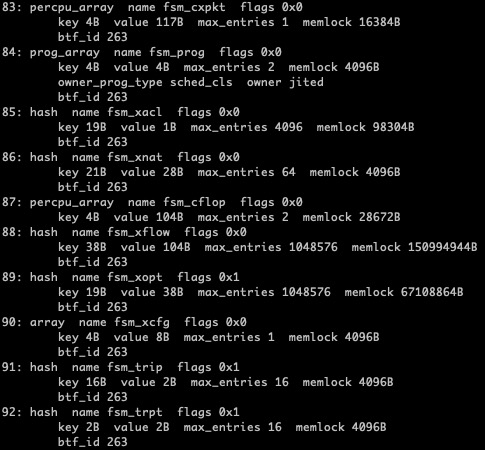 83: percpu_array  name fsm_cxpkt  flags 0x0
key 4B  value 117B  max_entries 1  memlock 16384B
btf_id 263
84: prog_array  name fsm_prog  flags 0x0
key 4B  value 4B  max_entries 2  memlock 4096B
owner_prog_type sched_cls  owner jited
btf_id 263
85: hash  name fsm_xacl  flags 0x0
key 19B  value 1B  max_entries 4096  memlock 98304B
btf_id 263
86: hash  name fsm_xnat  flags 0x0
key 21B  value 28B  max_entries 64  memlock 4096B
btf_id 263
87: percpu_array  name fsm_cflop  flags 0x0
key 4B  value 104B  max_entries 2  memlock 28672B
88: hash  name fsm_xflow  flags 0x0
key 38B  value 104B  max_entries 1048576  memlock 150994944B
btf_id 263
89: hash  name fsm_xopt  flags 0x1
key 19B  value 38B  max_entries 1048576  memlock 67108864B
btf_id 263
90: array  name fsm_xcfg  flags 0x0
key 4B  value 8B  max_entries 1  memlock 4096B
btf_id 263
91: hash  name fsm_trip  flags 0x1
key 16B  value 2B  max_entries 16  memlock 4096B
btf_id 263
92: hash  name fsm_trpt  flags 0x1
key 2B  value 2B  max_entries 16  memlock 4096B
btf_id 263